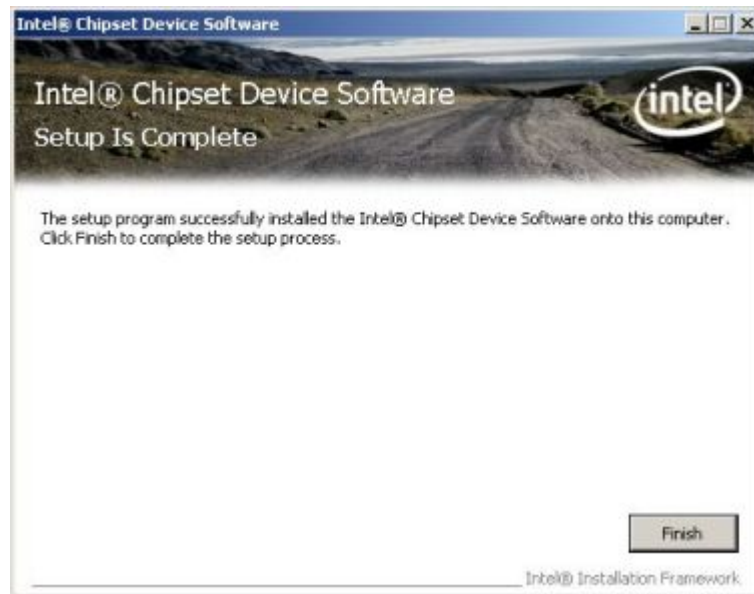 Intel® Chipset Device Software
Intel® Chipset Device Software
Setup Is Complete
intel
The setup program successfully installed the Intel® Chipset Device Software onto this computer.
Click Finish to complete the setup process.
Finish
Intel® Installation Framework